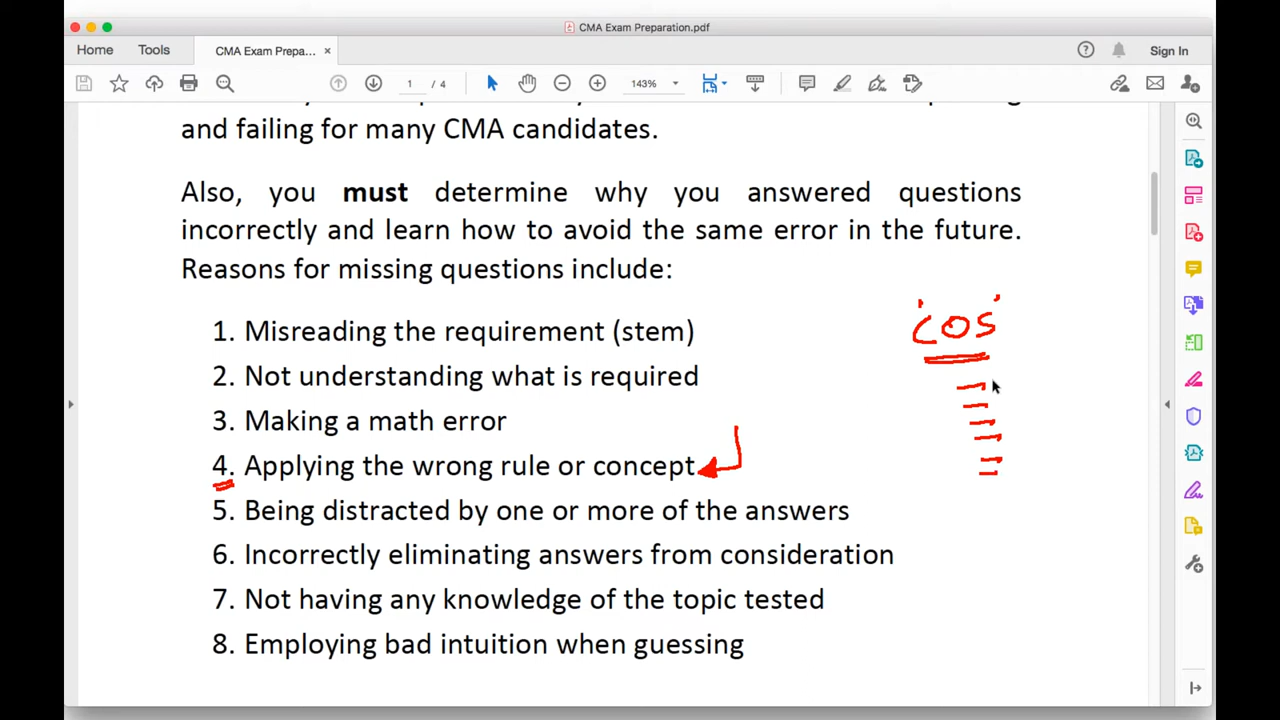 CMA Exam Preparation.pdf
Home Tools CMA Exam Prepa... × Sign In
1 / 4 143%
and failing for many CMA candidates.
Also, you must determine why you answered questions
incorrectly and learn how to avoid the same error in the future.
Reasons for missing questions include:
1. Misreading the requirement (stem)
'COS'
2. Not understanding what is required
3. Making a math error
4. Applying the wrong rule or concept
5. Being distracted by one or more of the answers
6. Incorrectly eliminating answers from consideration
7. Not having any knowledge of the topic tested
8. Employing bad intuition when guessing